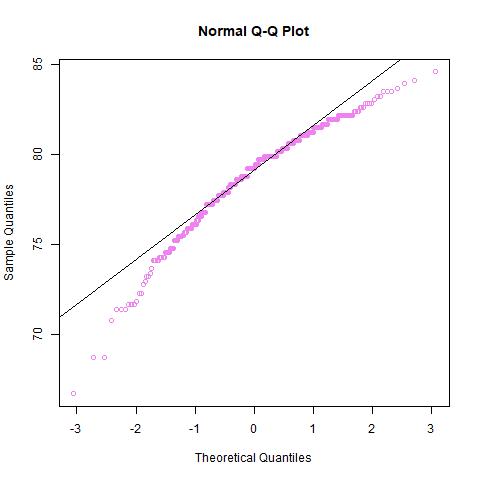 Normal Q-Q Plot
85
80
75
70
Sample Quantiles
-3 -2 -1 0 1 2 3
Theoretical Quantiles